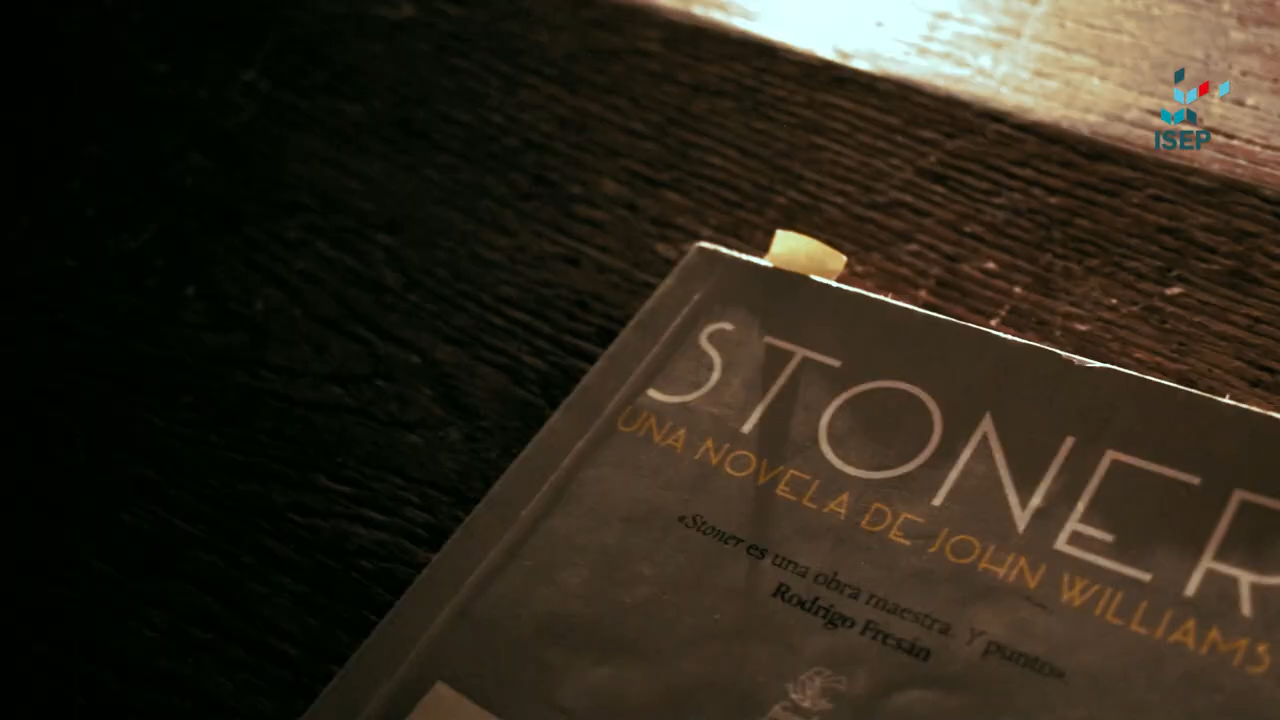 ISEP
STONER
UNA NOVELA DE JOHN WILLIAMS
«Stoner es una obra maestra. Y punto»
Rodrigo Fresán